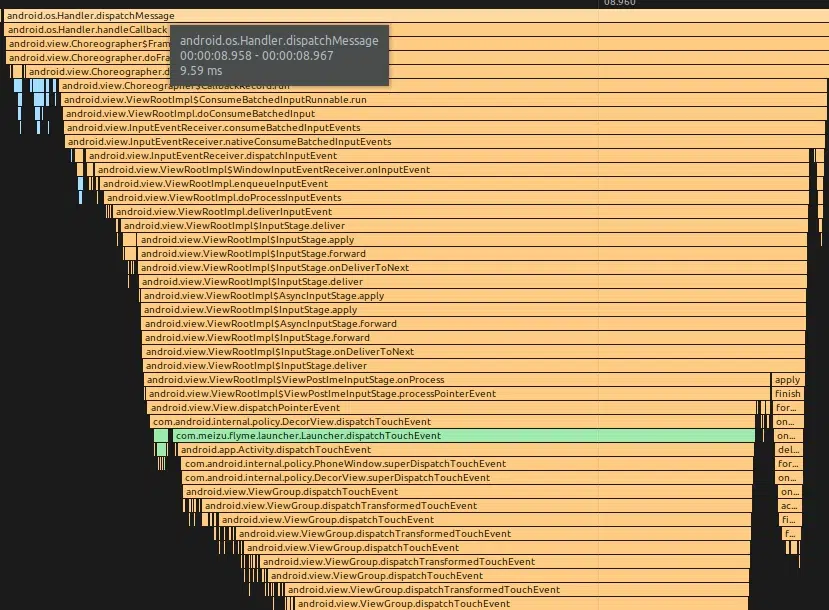 08.960
android.os.Handler.dispatchMessage
android.os.Handler.handleCallback
android.view.Choreographer$Fram
android.view.Choreographer.doFra
android.view.Choreographer.d
android.os.Handler.dispatchMessage
00:00:08.958 - 00:00:08.967
9.59 ms
android.view.Choreographer$CallbackRecord.run
android.view.ViewRootImpl$ConsumeBatchedInputRunnable.run
android.view.ViewRootImpl.doConsumeBatchedInput
android.view.InputEventReceiver.consumeBatchedInputEvents
android.view.InputEventReceiver.nativeConsumeBatchedInputEvents
android.view.InputEventReceiver.dispatchInputEvent
android.view.ViewRootImpl$WindowInputEventReceiver.onInputEvent
android.view.ViewRootImpl.enqueueInputEvent
android.view.ViewRootImpl.doProcessInputEvents
android.view.ViewRootImpl.deliverInputEvent
android.view.ViewRootImpl$InputStage.deliver
android.view.ViewRootImpl$InputStage.apply
android.view.ViewRootImpl$InputStage.forward
android.view.ViewRootImpl$InputStage.onDeliverToNext
android.view.ViewRootImpl$InputStage.deliver
android.view.ViewRootImpl$AsyncInputStage.apply
android.view.ViewRootImpl$InputStage.apply
android.view.ViewRootImpl$AsyncInputStage.forward
android.view.ViewRootImpl$InputStage.forward
android.view.ViewRootImpl$InputStage.onDeliverToNext
android.view.ViewRootImpl$InputStage.deliver
android.view.ViewRootImpl$ViewPostImeInputStage.onProcess apply
android.view.ViewRootImpl$ViewPostImeInputStage.processPointerEvent finish
android.view.View.dispatchPointerEvent for...
com.android.internal.policy.DecorView.dispatchTouchEvent on...
com.meizu.flyme.launcher.Launcher.dispatchTouchEvent on...
android.app.Activity.dispatchTouchEvent del...
com.android.internal.policy.PhoneWindow.superDispatchTouchEvent for...
com.android.internal.policy.DecorView.superDispatchTouchEvent on...
android.view.ViewGroup.dispatchTouchEvent on...
android.view.ViewGroup.dispatchTransformedTouchEvent ac...
android.view.ViewGroup.dispatchTouchEvent fi...
android.view.ViewGroup.dispatchTransformedTouchEvent f...
android.view.ViewGroup.dispatchTouchEvent
android.view.ViewGroup.dispatchTransformedTouchEvent
android.view.ViewGroup.dispatchTouchEvent
android.view.ViewGroup.dispatchTransformedTouchEvent
android.view.ViewGroup.dispatchTouchEvent